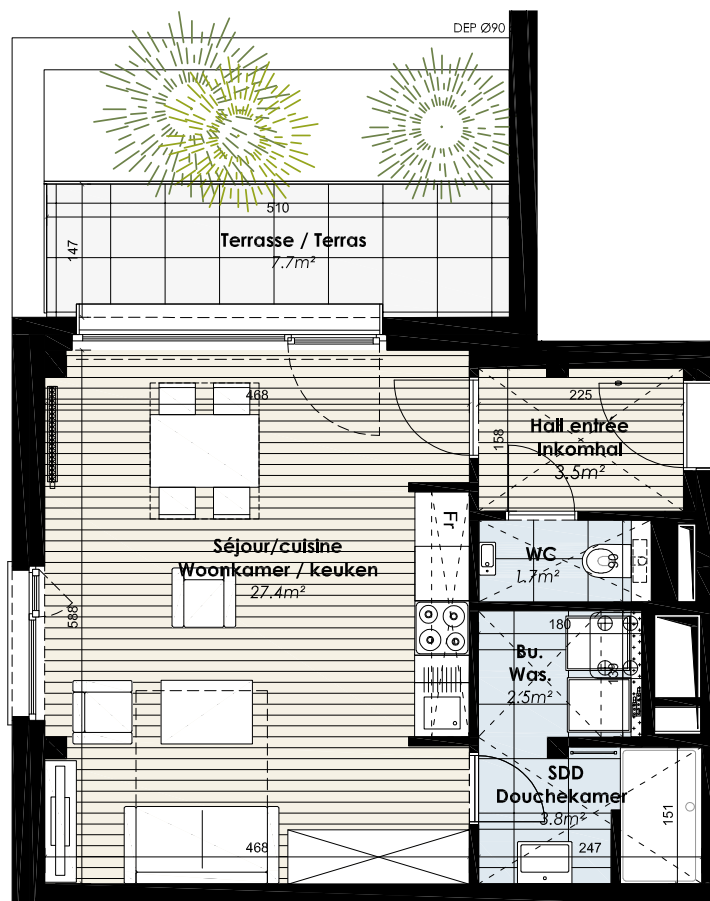 DEP Ø90
510
147
Terrasse / Terras
7.7m²
468
225
158
Hall entrée
Inkomhal
3.5m²
Fr
Séjour/cuisine
Woonkamer / keuken
27.4m²
WC
1.7m²
90
588
180
Bu.
Was.
2.5m²
SDD
Douchekamer
3.8m²
151
468
247